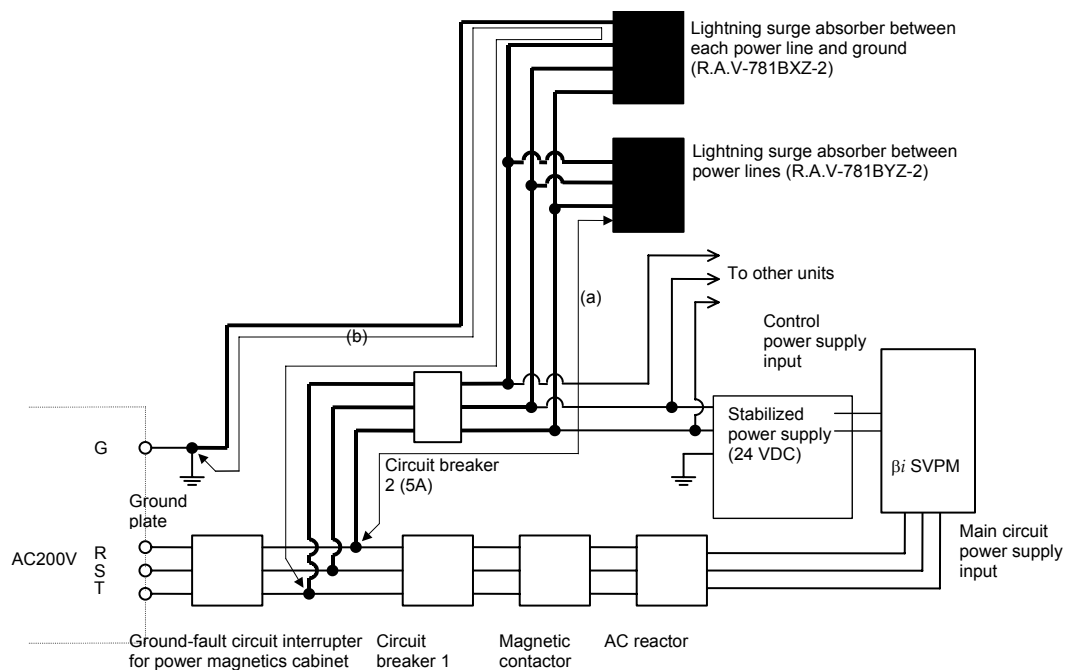 Lightning surge absorber between
each power line and ground
(R.A.V-781BXZ-2)
Lightning surge absorber between
power lines (R.A.V-781BYZ-2)
To other units
(a)
(b)
Control
power supply
input
Stabilized
power supply
(24 VDC)
βi SVPM
G
Circuit breaker
2 (5A)
Ground
plate
AC200V
R
S
T
Main circuit
power supply
input
Ground-fault circuit interrupter
for power magnetics cabinet
Circuit
breaker 1
Magnetic
contactor
AC reactor